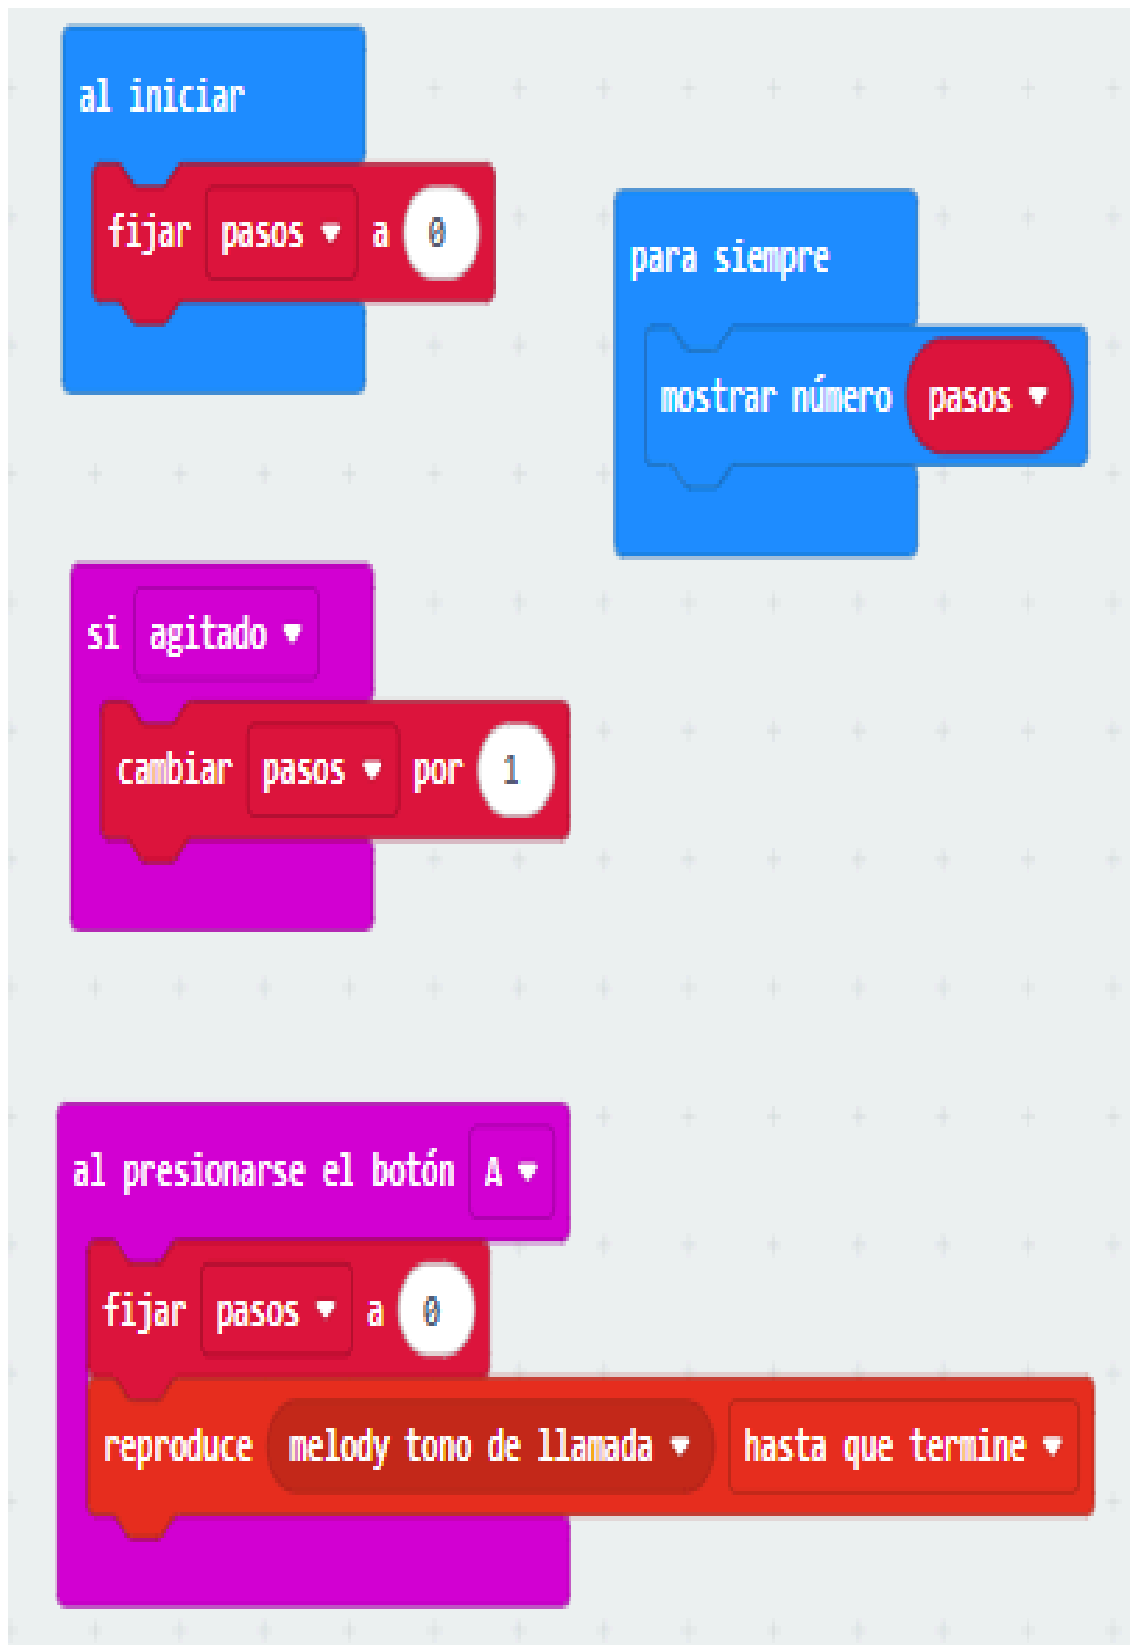 al iniciar
fijar pasos a 0
para siempre
mostrar número pasos
si agitado
cambiar pasos por 1
al presionarse el botón A
fijar pasos a 0
reproduce melody tono de llamada hasta que termine